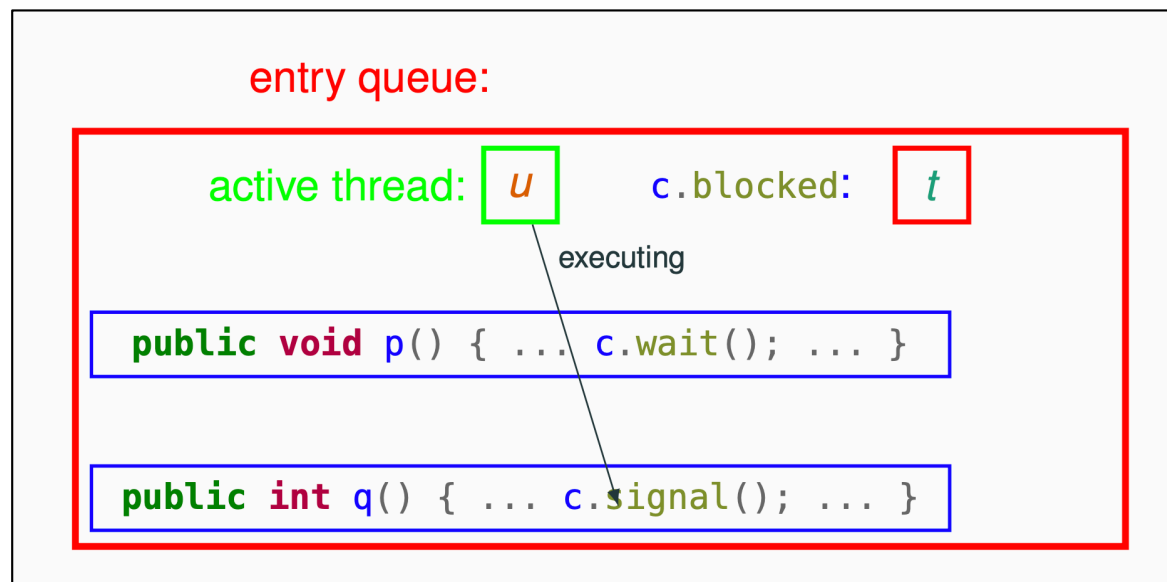 entry queue:
active thread: u c.blocked: t
executing
public void p() { ... c.wait(); ... }
public int q() { ... c.signal(); ... }